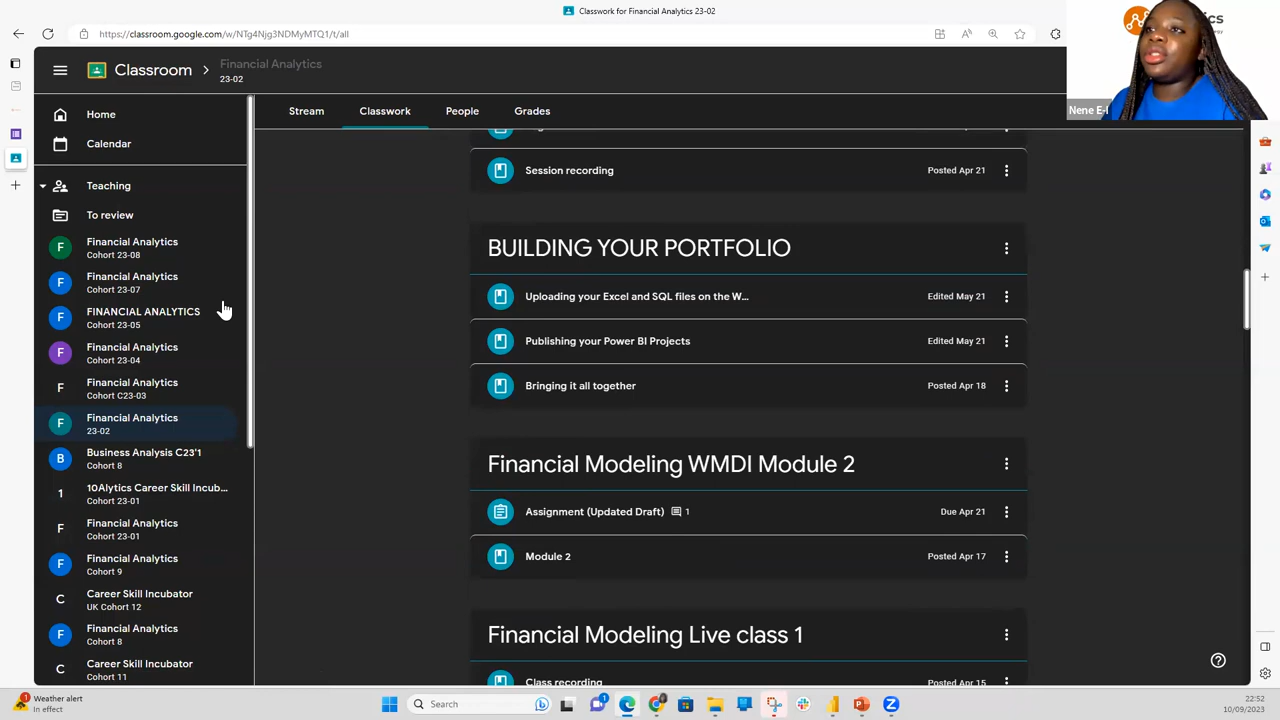 Classwork for Financial Analytics 23-02
https://classroom.google.com/w/NTg4Njg3NDMyMTQ1/t/all
ics
rgy
Nene E-I
Classroom
Financial Analytics
23-02
Stream
Classwork
People
Grades
Home
Calendar
Teaching
To review
F
Financial Analytics
Cohort 23-08
F
Financial Analytics
Cohort 23-07
F
FINANCIAL ANALYTICS
Cohort 23-05
F
Financial Analytics
Cohort 23-04
F
Financial Analytics
Cohort C23-03
F
Financial Analytics
23-02
B
Business Analysis C23'1
Cohort 8
1
10Alytics Career Skill Incub...
Cohort 23-01
F
Financial Analytics
Cohort 23-01
F
Financial Analytics
Cohort 9
C
Career Skill Incubator
UK Cohort 12
F
Financial Analytics
Cohort 8
C
Career Skill Incubator
Cohort 11
Session recording
Posted Apr 21
BUILDING YOUR PORTFOLIO
Uploading your Excel and SQL files on the W...
Edited May 21
Publishing your Power BI Projects
Edited May 21
Bringing it all together
Posted Apr 18
Financial Modeling WMDI Module 2
Assignment (Updated Draft)
1
Due Apr 21
Module 2
Posted Apr 17
Financial Modeling Live class 1
Class recording
Posted Apr 15
1
Weather alert
In effect
Search
1
22:52
10/09/2023